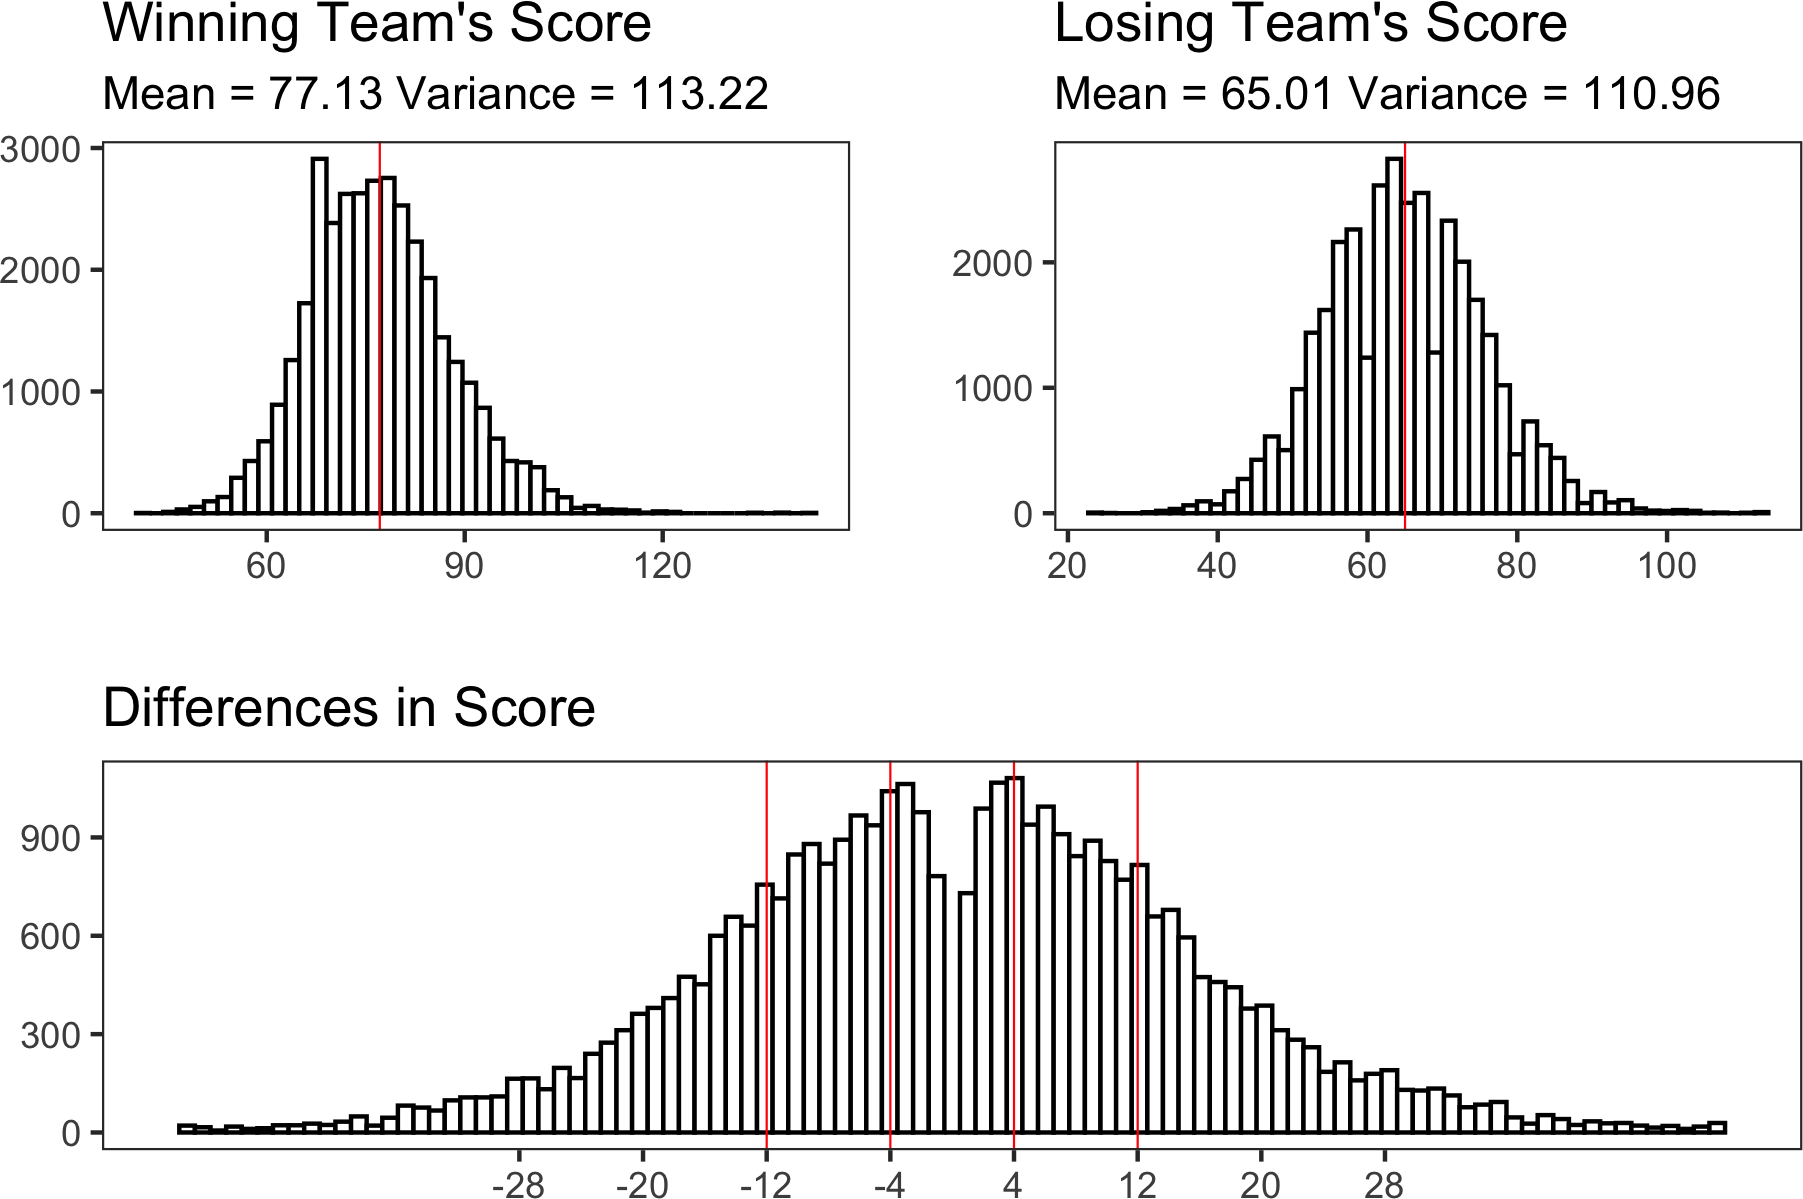 Winning Team's Score
Mean = 77.13 Variance = 113.22
3000
2000
1000
0
60 90 120
Losing Team's Score
Mean = 65.01 Variance = 110.96
2000
1000
0
20 40 60 80 100
Differences in Score
900
600
300
0
-28 -20 -12 -4 4 12 20 28